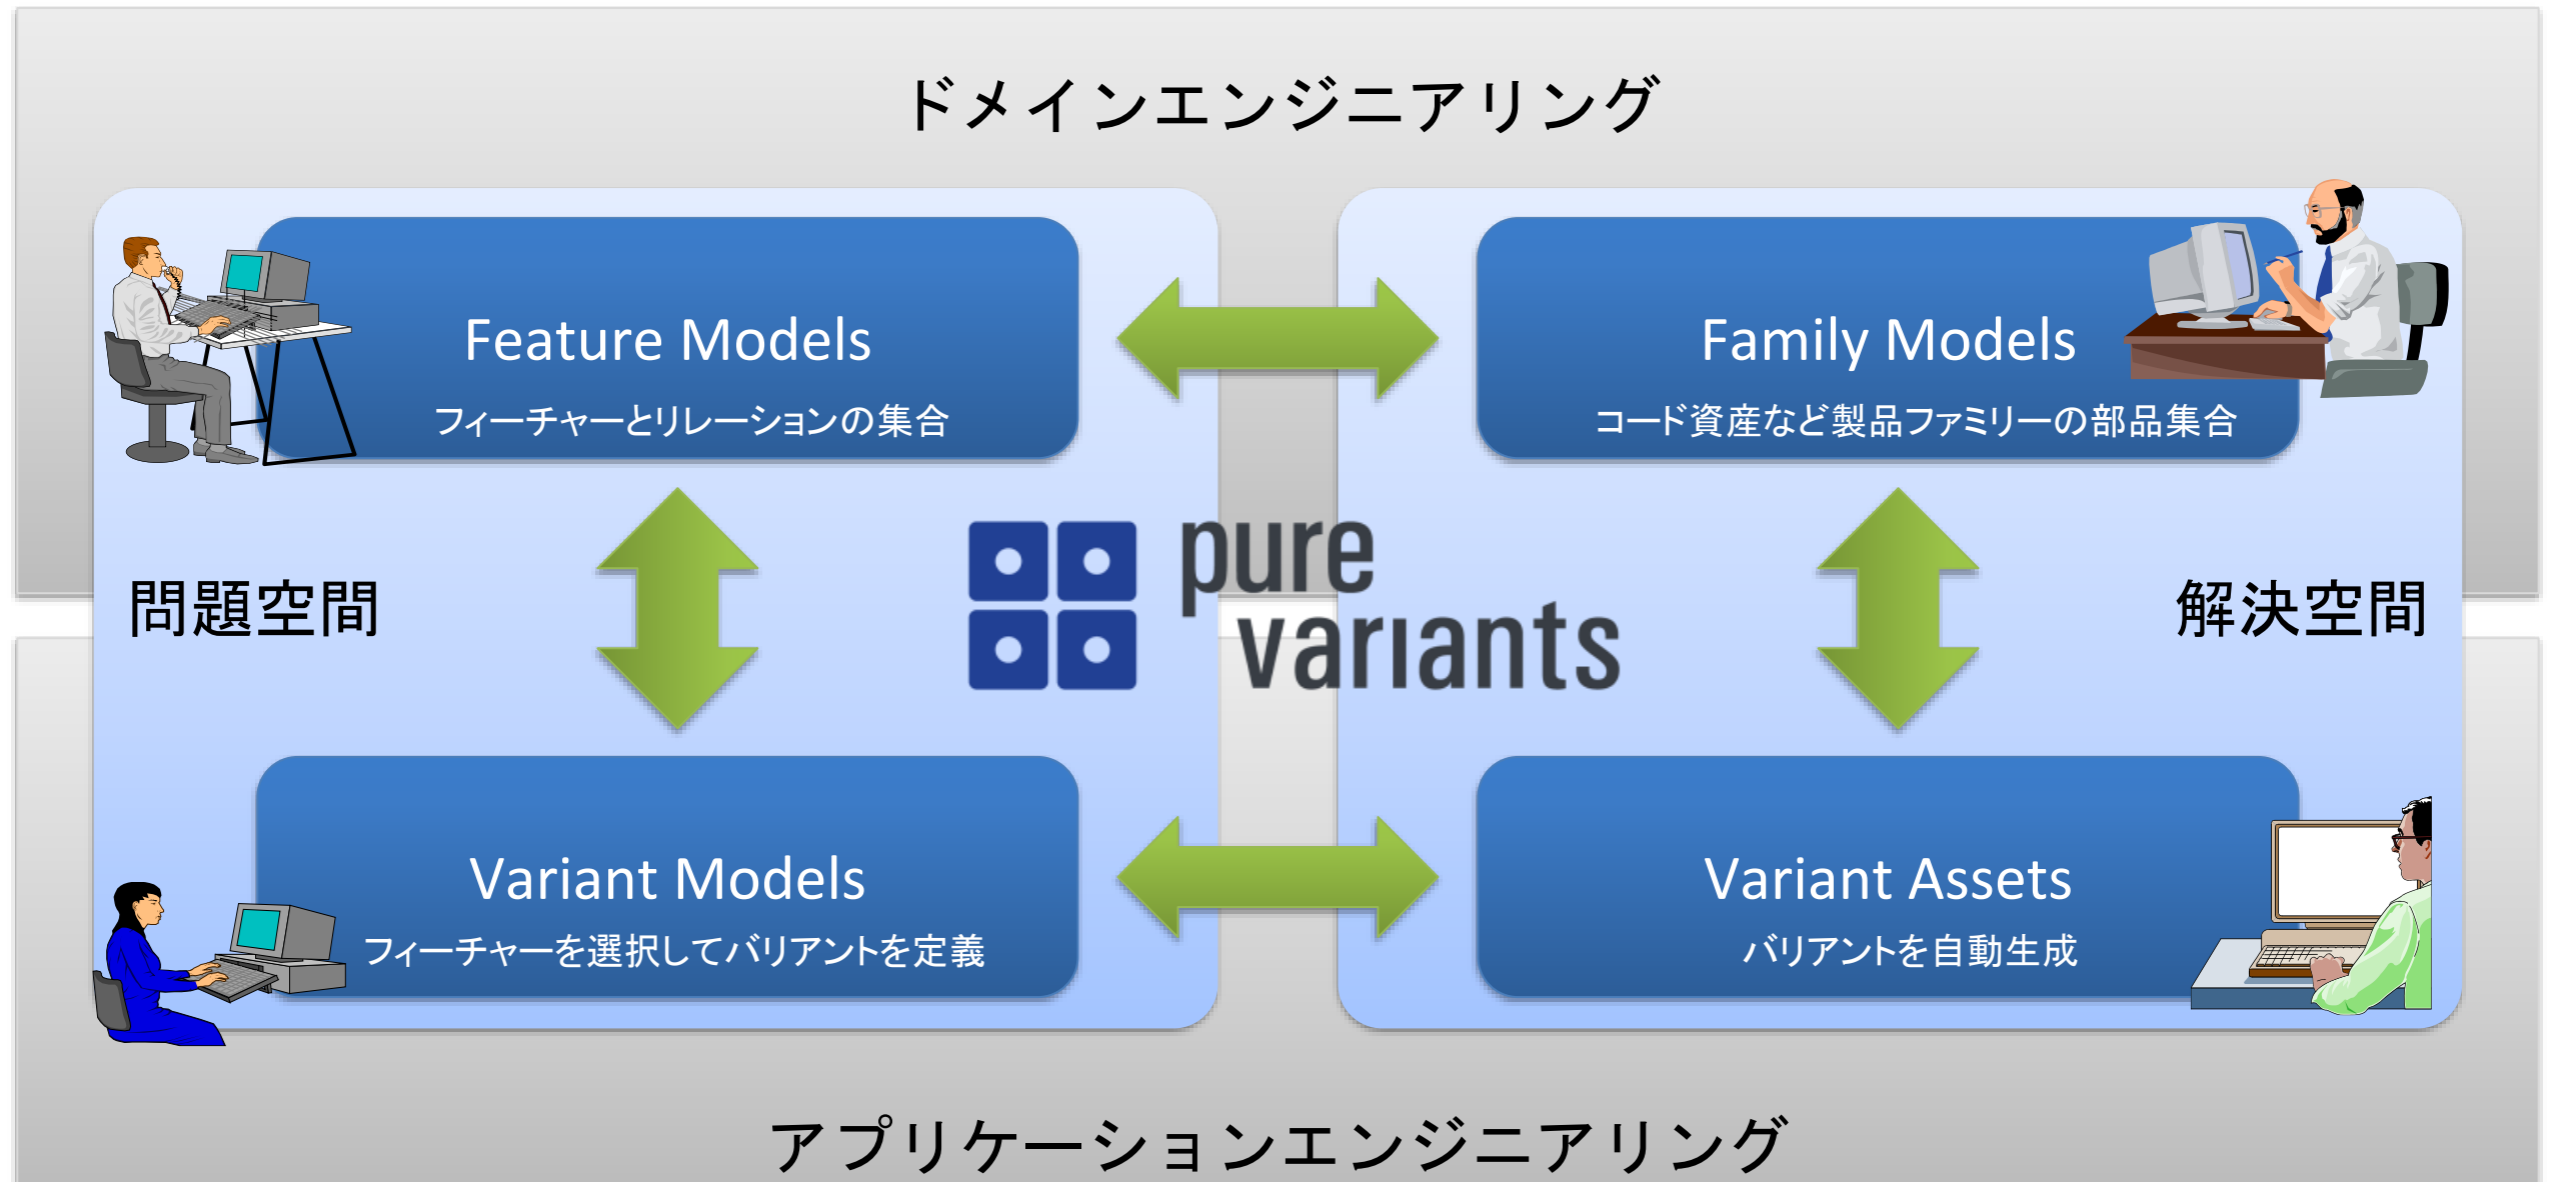 ドメインエンジニアリング
Feature Models
フィーチャーとリレーションの集合
Family Models
コード資産など製品ファミリーの部品集合
問題空間
pure
variants
解決空間
Variant Models
フィーチャーを選択してバリアントを定義
Variant Assets
バリアントを自動生成
アプリケーションエンジニアリング